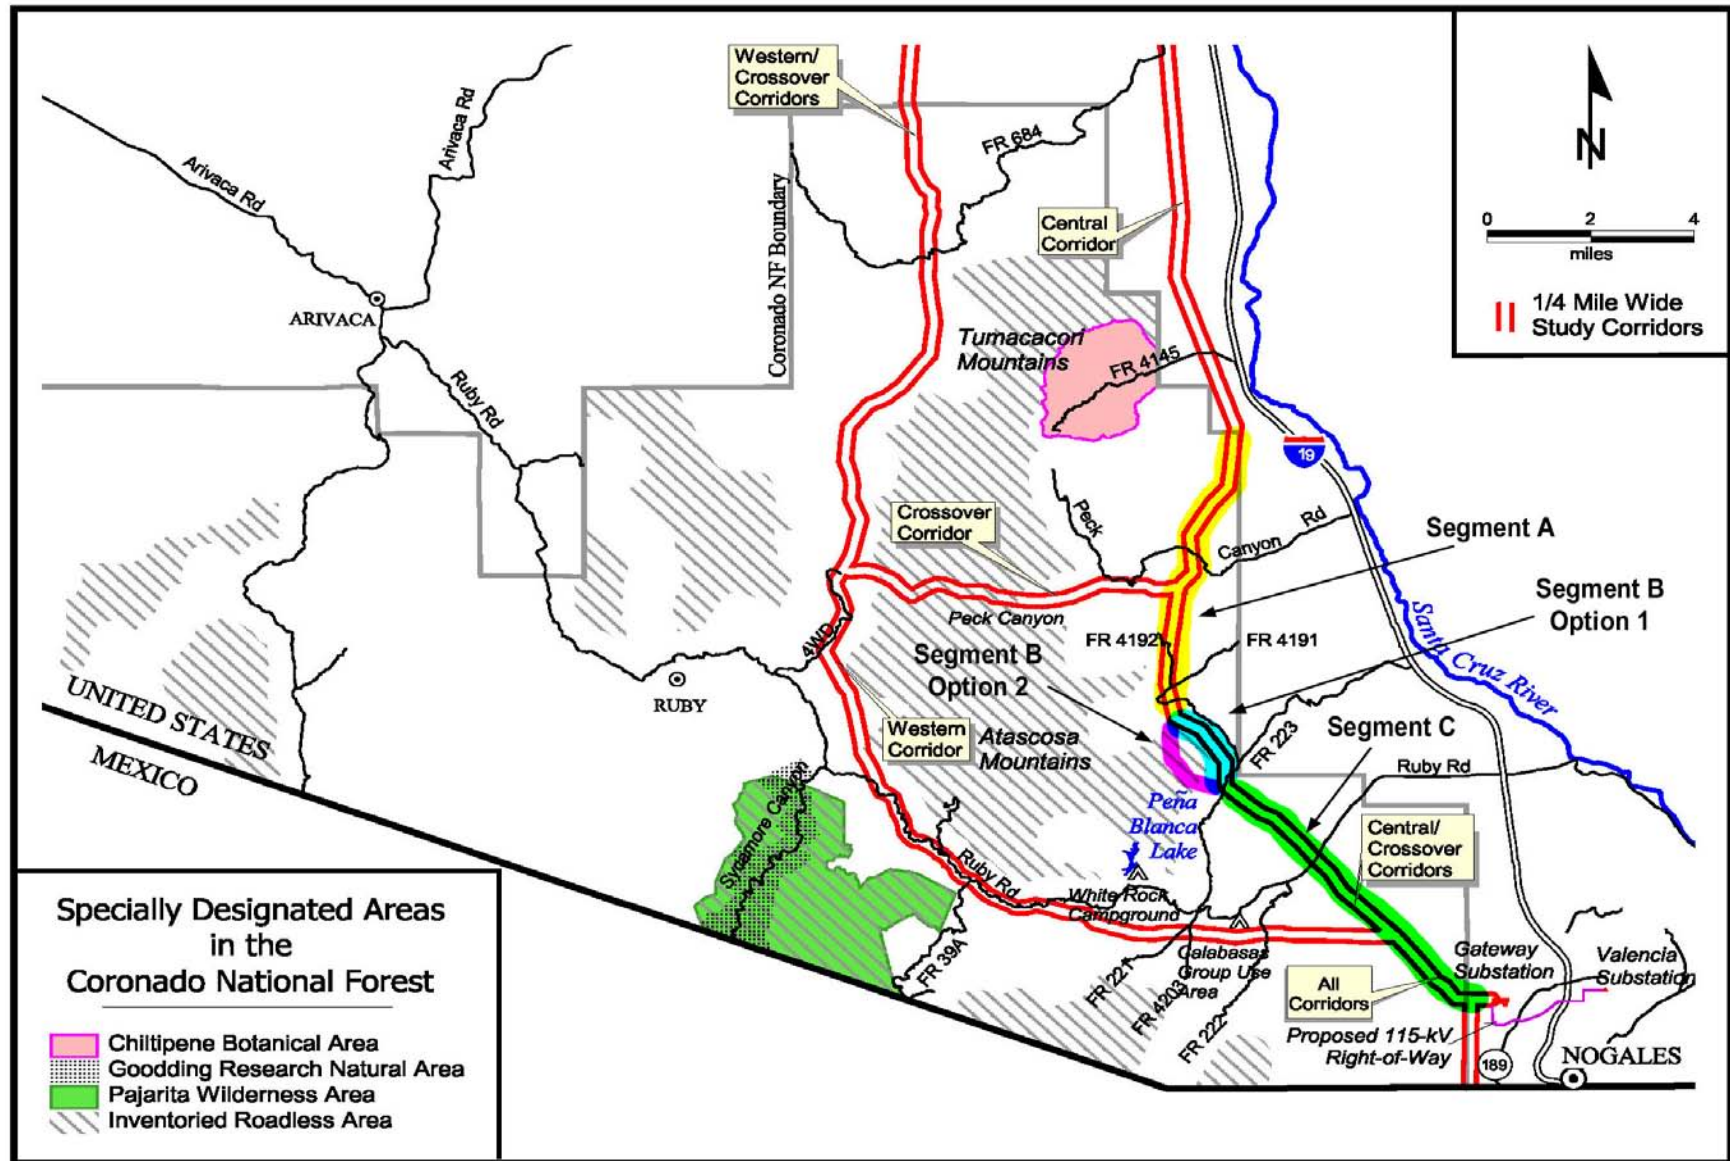 Western/
Crossover
Corridors
Arivaca Rd
Arivaca Rd
FR 684
N
Coronado NF Boundary
Central
Corridor
0 2 4
miles
1/4 Mile Wide
Study Corridors
ARIVACA
Tumacacori
Mountains
FR 4145
Ruby Rd
19
Crossover
Corridor
Peck
Canyon
Rd
Segment A
Segment B
Option 1
Peck Canyon
4WD
FR 4192
FR 4191
Segment B
Option 2
Santa Cruz River
UNITED STATES
MEXICO
RUBY
Western
Corridor
Atascosa
Mountains
FR 223
Segment C
Ruby Rd
Sycamore Canyon
Peña
Blanca
Lake
Central/
Crossover
Corridors
Ruby Rd
White Rock
Campground
FR 39A
Calabasas
Group Use
Area
FR 221
FR 4203
FR 222
All
Corridors
Gateway
Substation
Valencia
Substation
Proposed 115-kV
Right-of-Way
189
NOGALES
Specially Designated Areas
in the
Coronado National Forest
Chiltipene Botanical Area
Goodding Research Natural Area
Pajarita Wilderness Area
Inventoried Roadless Area